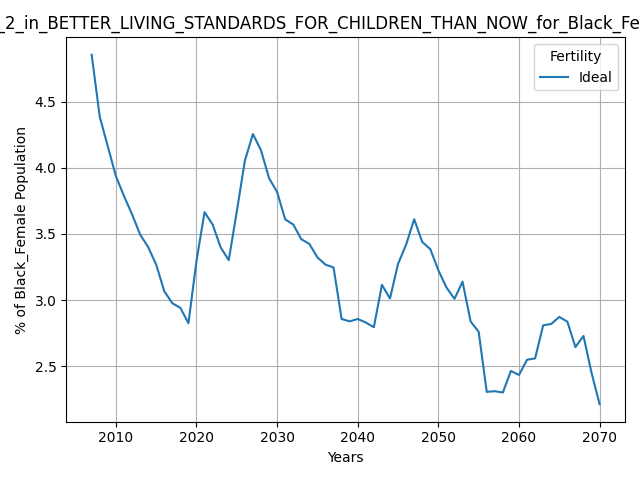 _2_in_BETTER_LIVING_STANDARDS_FOR_CHILDREN_THAN_NOW_for_Black_Fe
Fertility
Ideal
4.5
4.0
3.5
3.0
2.5
% of Black_Female Population
2010 2020 2030 2040 2050 2060 2070
Years